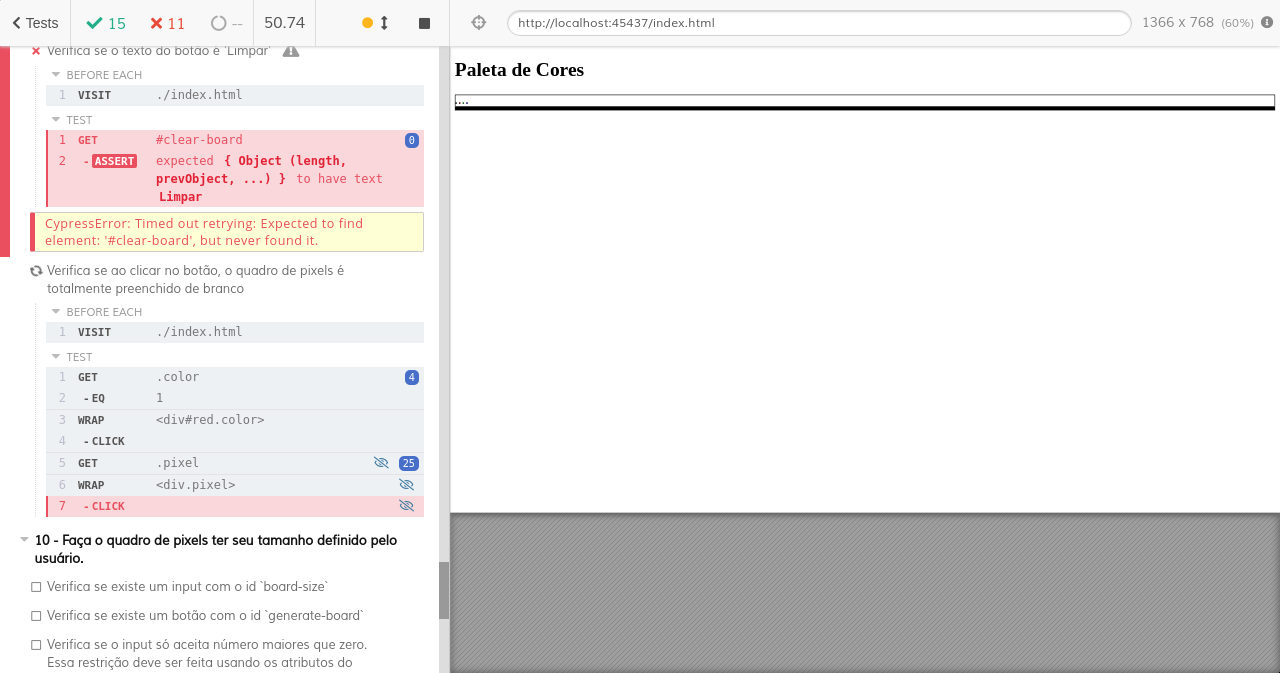 Tests 15 11 -- 50.74
http://localhost:45437/index.html 1366 x 768 (60%)
Verifica se o texto do botão é 'Limpar'
BEFORE EACH
1 VISIT ./index.html
TEST
1 GET #clear-board 0
2 - ASSERT expected { Object (length,
prevObject, ...) } to have text
Limpar
CypressError: Timed out retrying: Expected to find
element: '#clear-board', but never found it.
Verifica se ao clicar no botão, o quadro de pixels é
totalmente preenchido de branco
BEFORE EACH
1 VISIT ./index.html
TEST
1 GET .color 4
2 - EQ 1
3 WRAP <div#red.color>
4 - CLICK
5 GET .pixel 25
6 WRAP <div.pixel>
7 - CLICK
10 - Faça o quadro de pixels ter seu tamanho definido pelo
usuário.
Verifica se existe um input com o id `board-size`
Verifica se existe um botão com o id `generate-board`
Verifica se o input só aceita número maiores que zero.
Essa restrição deve ser feita usando os atributos do
Paleta de Cores
....